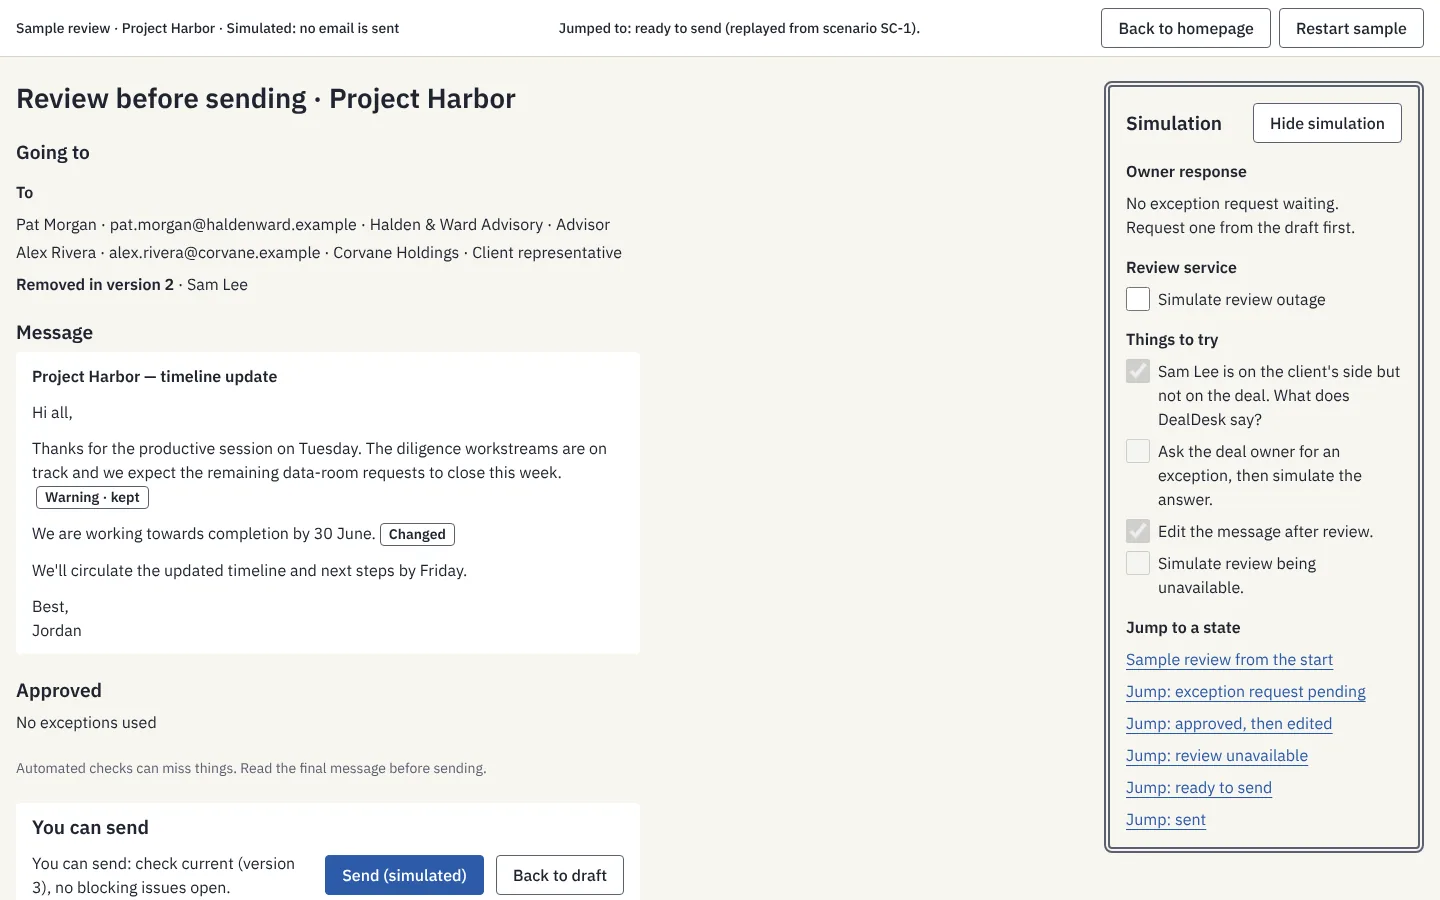 Sample review · Project Harbor · Simulated: no email is sent
Jumped to: ready to send (replayed from scenario SC-1).
Back to homepage
Restart sample
Review before sending · Project Harbor
Going to
To
Pat Morgan · pat.morgan@haldenward.example · Halden & Ward Advisory · Advisor
Alex Rivera · alex.rivera@corvane.example · Corvane Holdings · Client representative
Removed in version 2 · Sam Lee
Message
Project Harbor — timeline update
Hi all,
Thanks for the productive session on Tuesday. The diligence workstreams are on
track and we expect the remaining data-room requests to close this week.
Warning · kept
We are working towards completion by 30 June. Changed
We'll circulate the updated timeline and next steps by Friday.
Best,
Jordan
Approved
No exceptions used
Automated checks can miss things. Read the final message before sending.
You can send
You can send: check current (version
3), no blocking issues open.
Send (simulated)
Back to draft
Simulation
Hide simulation
Owner response
No exception request waiting.
Request one from the draft first.
Review service
Simulate review outage
Things to try
Sam Lee is on the client's side but
not on the deal. What does
DealDesk say?
Ask the deal owner for an
exception, then simulate the
answer.
Edit the message after review.
Simulate review being
unavailable.
Jump to a state
Sample review from the start
Jump: exception request pending
Jump: approved, then edited
Jump: review unavailable
Jump: ready to send
Jump: sent